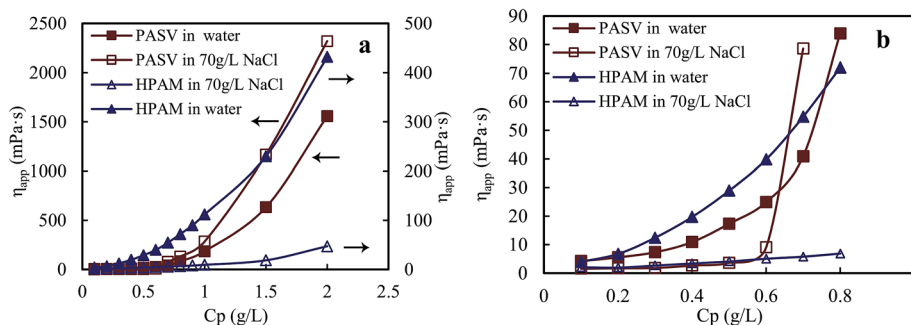 a
PASV in water
PASV in 70g/L NaCl
HPAM in 70g/L NaCl
HPAM in water
2500
2000
1500
1000
500
0
500
400
300
200
100
0
0 0.5 1 1.5 2 2.5
ηapp (mPa·s)
ηapp (mPa·s)
Cp (g/L)
b
PASV in water
PASV in 70g/L NaCl
HPAM in water
HPAM in 70g/L NaCl
90
80
70
60
50
40
30
20
10
0
0 0.2 0.4 0.6 0.8
ηapp (mPa·s)
Cp (g/L)